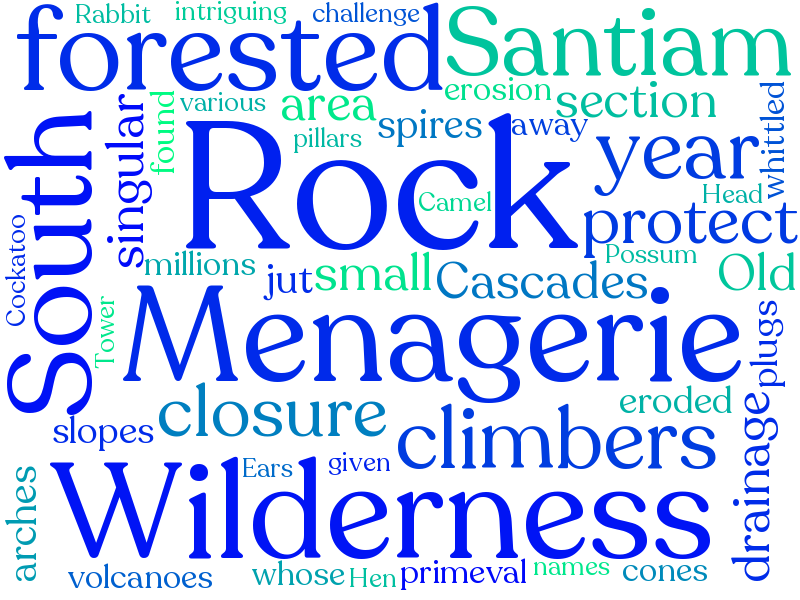 Rabbit
intriguing
challenge
forested
Santiam
found
various
area
erosion
section
whittled
singular
pillars
spires
away
South
Rock
year
Camel
Head
protect
Cockatoo
millions
Possum
jut
small
Cascades
Old
Tower
Menagerie
plugs
closure
eroded
slopes
climbers
drainage
arches
Wilderness
Ears
given
volcanoes
whose
Hen
primeval
names
cones